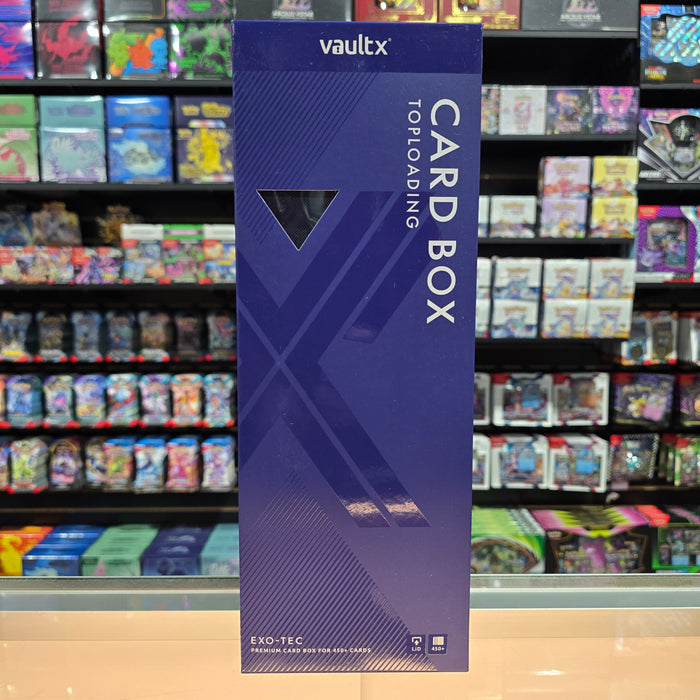 vaultx
CARD BOX
TOPLOADING
EXO-TEC
PREMIUM CARD BOX FOR 450+ CARDS
LID
450+